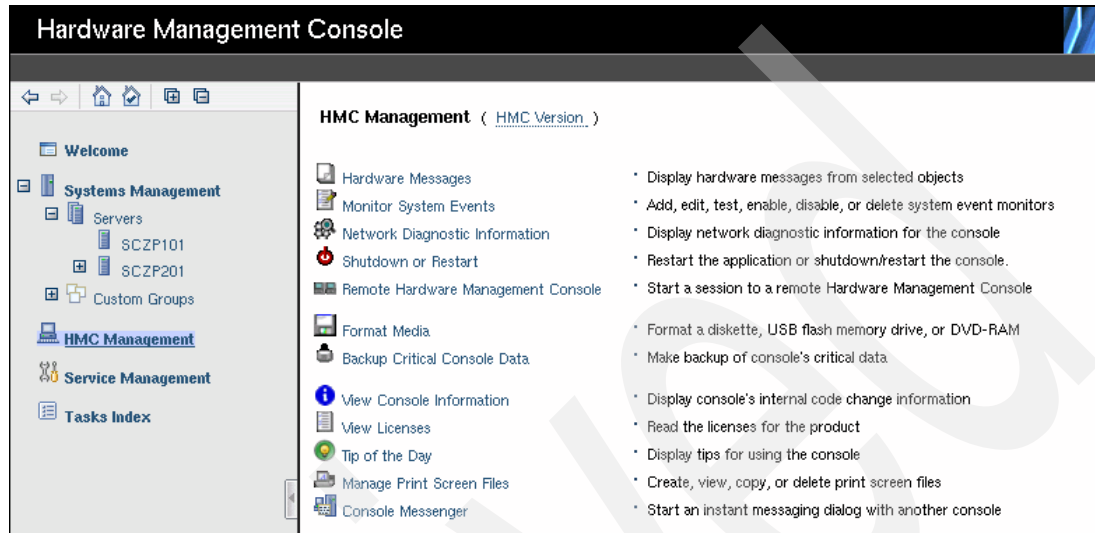 Hardware Management Console
Welcome
Systems Management
Servers
SCZP101
SCZP201
Custom Groups
HMC Management
Service Management
Tasks Index
HMC Management ( HMC Version )
Hardware Messages · Display hardware messages from selected objects
Monitor System Events · Add, edit, test, enable, disable, or delete system event monitors
Network Diagnostic Information · Display network diagnostic information for the console
Shutdown or Restart · Restart the application or shutdown/restart the console.
Remote Hardware Management Console · Start a session to a remote Hardware Management Console
Format Media · Format a diskette, USB flash memory drive, or DVD-RAM
Backup Critical Console Data · Make backup of console's critical data
View Console Information · Display console's internal code change information
View Licenses · Read the licenses for the product
Tip of the Day · Display tips for using the console
Manage Print Screen Files · Create, view, copy, or delete print screen files
Console Messenger · Start an instant messaging dialog with another console